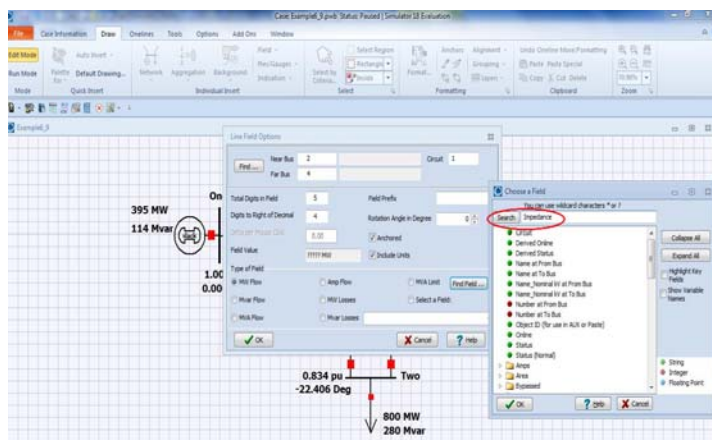 Case Example6_9.pwb Status: Paused | Simulator 18 Evaluation
File Case Information Draw Onelines Tools Options Add Ons Window
Edit Mode
Run Mode
Mode
Auto Insert
Palette
Default Drawing...
Quick Insert
Network
Aggregation
Background
Field
Pies/Gauges
Indication
Individual Insert
Select by
Criteria...
Select Region
Rectangle
Inside
Select
Format...
Anchors
Alignment
Grouping
Layers
Formatting
Undo Oneline Move/Formatting
Paste Paste Special
Copy Cut Delete
Clipboard
Zoom
Example6_9
395 MW
114 Mvar
On
1.00
0.00
Line Field Options
Find ...
Near Bus 2
Circuit 1
Far Bus 4
Total Digits in Field 5
Field Prefix
Digits to Right of Decimal 4
Rotation Angle in Degree 0
0.00
Anchored
Field Value ????? MW
Include Units
Type of Field
MW Flow
Amp Flow
MVA Limit
Find Field ...
Mvar Flow
MW Losses
Select a Field:
MVA Flow
Mvar Losses
OK
Cancel
Help
Choose a Field
You can use wildcard characters * or ?
Search Impedance
Circuit
Derived Online
Derived Status
Name at From Bus
Name at To Bus
Name_Nominal kV at From Bus
Name_Nominal kV at To Bus
Number at From Bus
Number at To Bus
Object ID (for use in AUX or Paste)
Online
Status
Status (Normal)
Amps
Area
Bypassed
Collapse All
Expand All
Highlight Key
Fields
Show Variable
Names
String
Integer
Floating Point
OK
Help
Cancel
0.834 pu
Two
-22.406 Deg
800 MW
280 Mvar